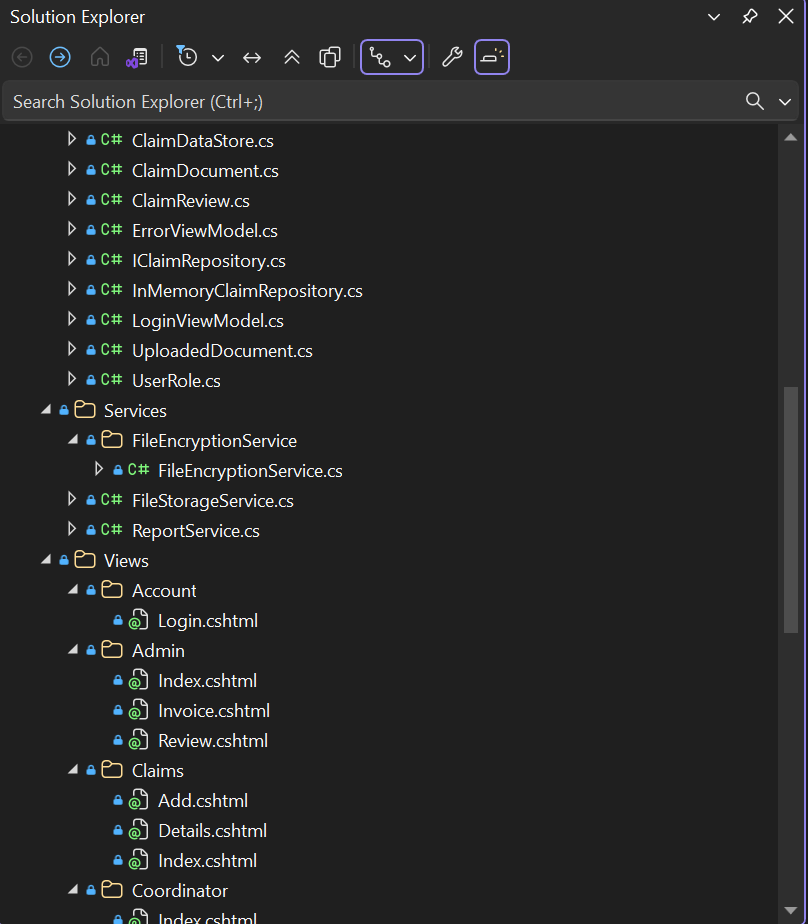 Solution Explorer
Search Solution Explorer (Ctrl+;)
C# ClaimDataStore.cs
C# ClaimDocument.cs
C# ClaimReview.cs
C# ErrorViewModel.cs
C# IClaimRepository.cs
C# InMemoryClaimRepository.cs
C# LoginViewModel.cs
C# UploadedDocument.cs
C# UserRole.cs
Services
FileEncryptionService
C# FileEncryptionService.cs
C# FileStorageService.cs
C# ReportService.cs
Views
Account
@ Login.cshtml
Admin
@ Index.cshtml
@ Invoice.cshtml
@ Review.cshtml
Claims
@ Add.cshtml
@ Details.cshtml
@ Index.cshtml
Coordinator
@ Index.cshtml